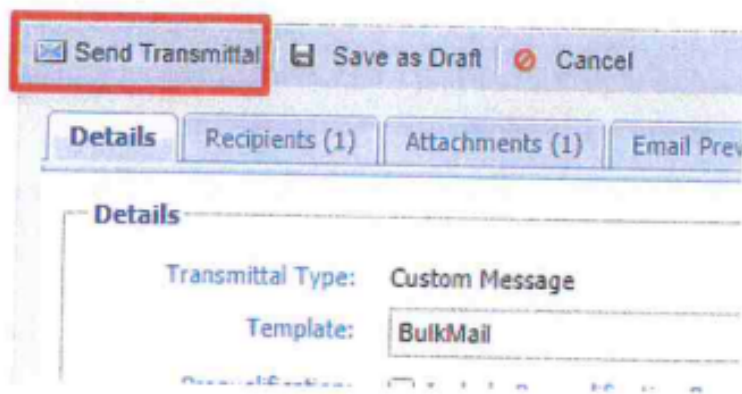 Send Transmittal Save as Draft Cancel
Details Recipients (1) Attachments (1) Email Prev
Details
Transmittal Type: Custom Message
Template: BulkMail